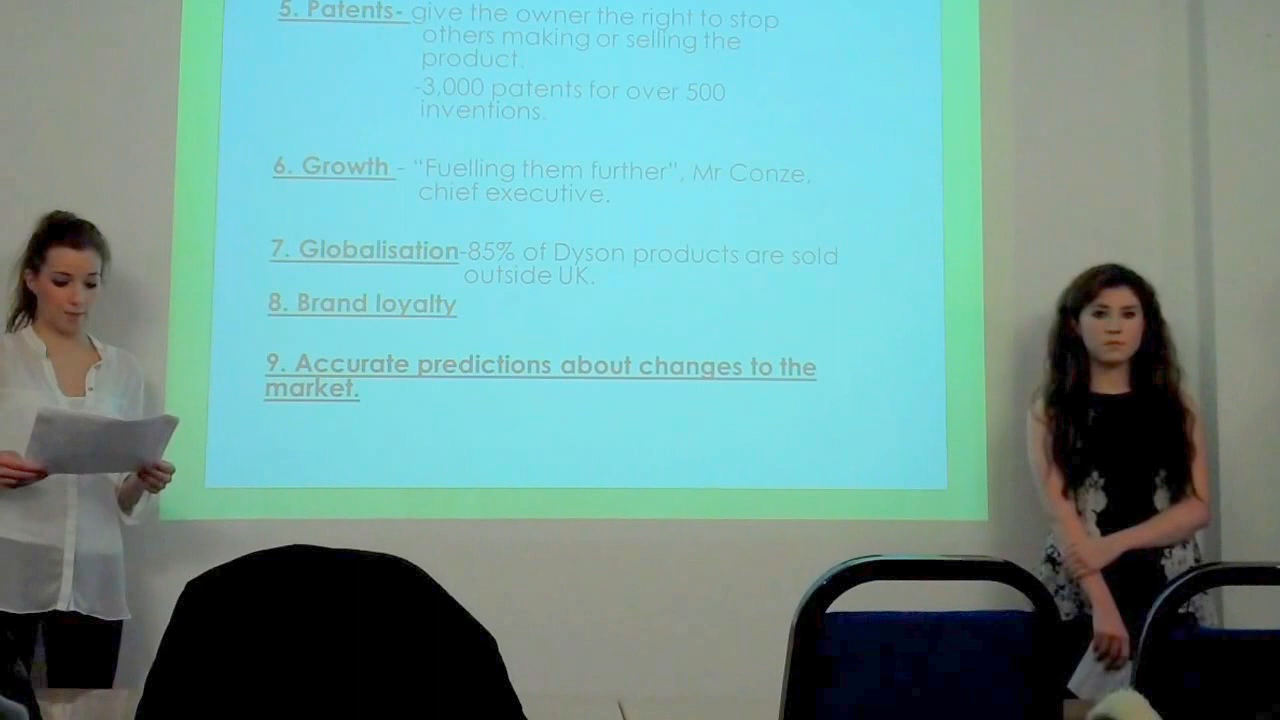 5. Patents- give the owner the right to stop
others making or selling the
product.
-3,000 patents for over 500
inventions.
6. Growth - "Fuelling them further", Mr Conze,
chief executive.
7. Globalisation-85% of Dyson products are sold
outside UK.
8. Brand loyalty
9. Accurate predictions about changes to the
market.